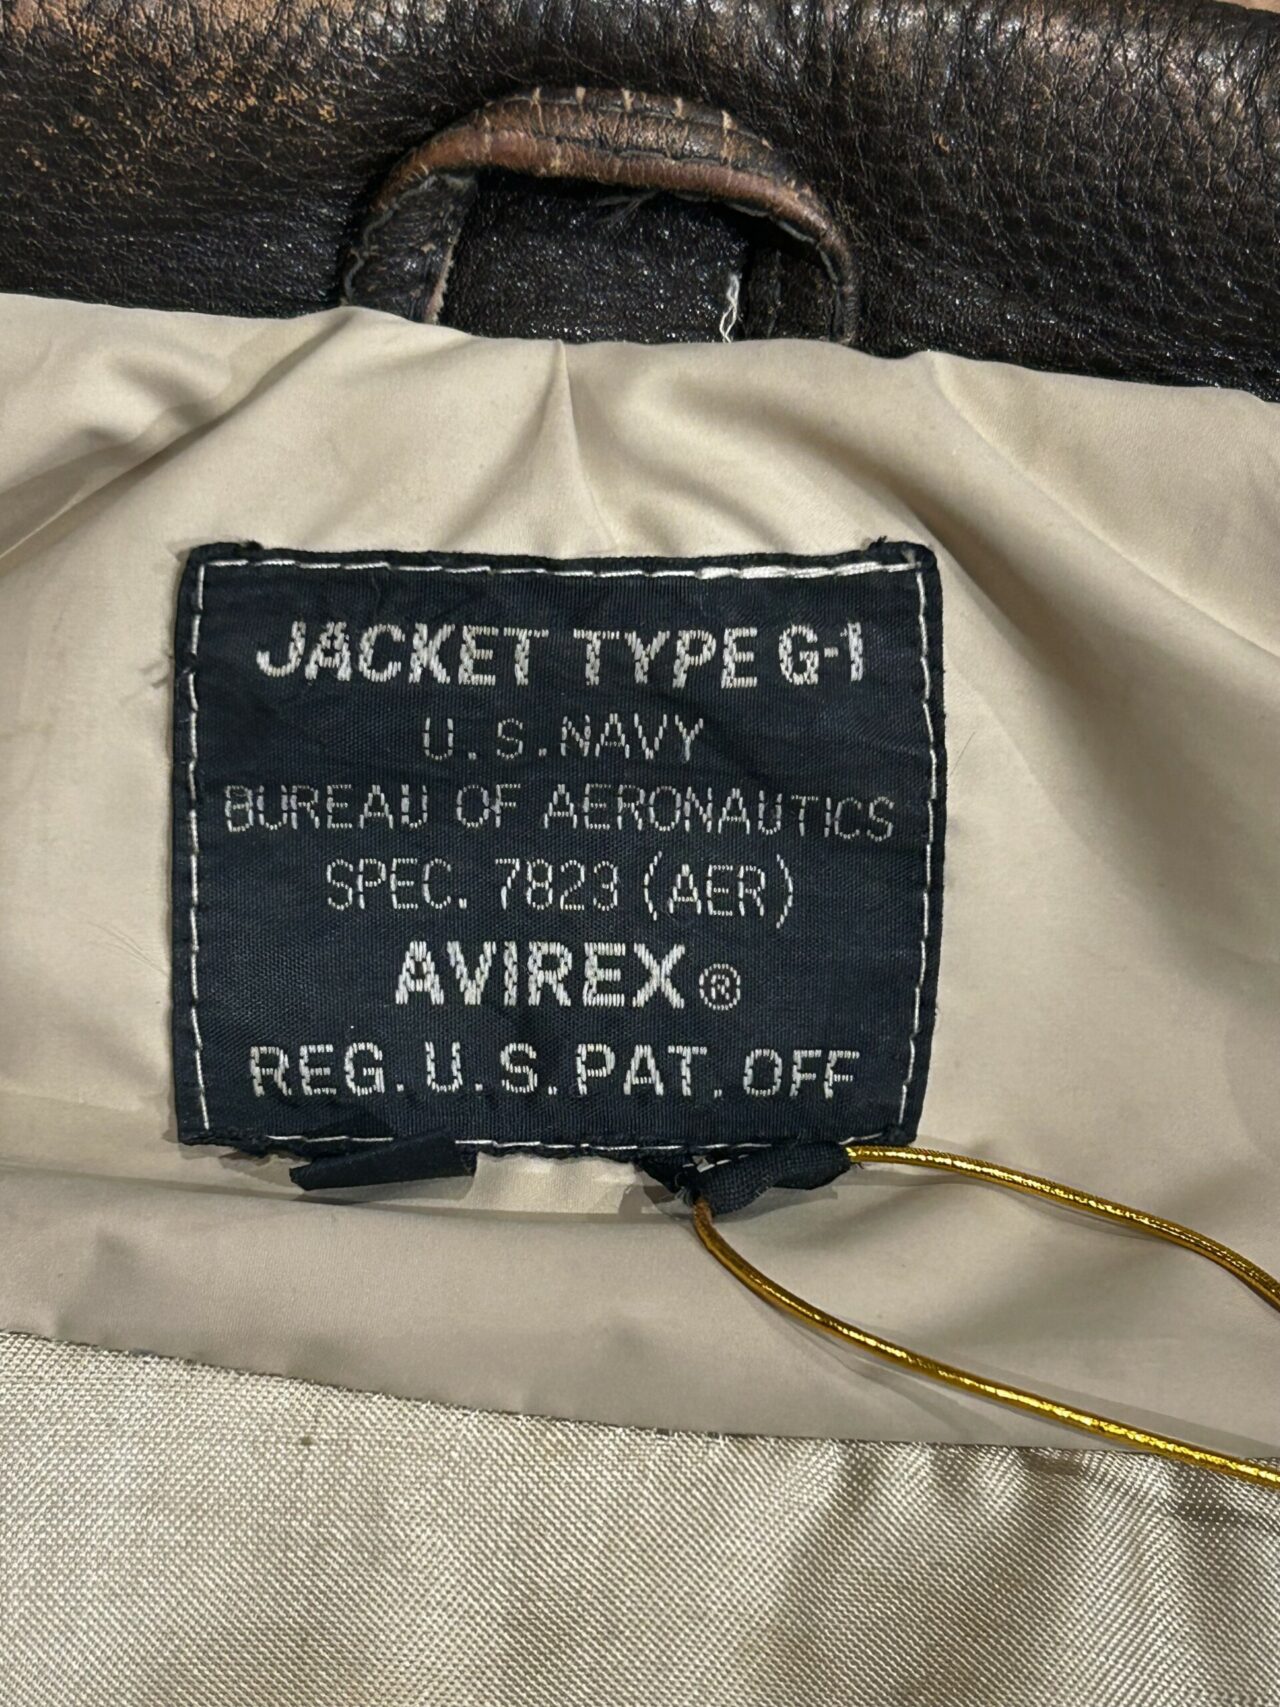 JACKET TYPE G-1
U.S. NAVY
BUREAU OF AERONAUTICS
SPEC. 7823 (AER)
AVIREX®
REG. U.S. PAT. OFF